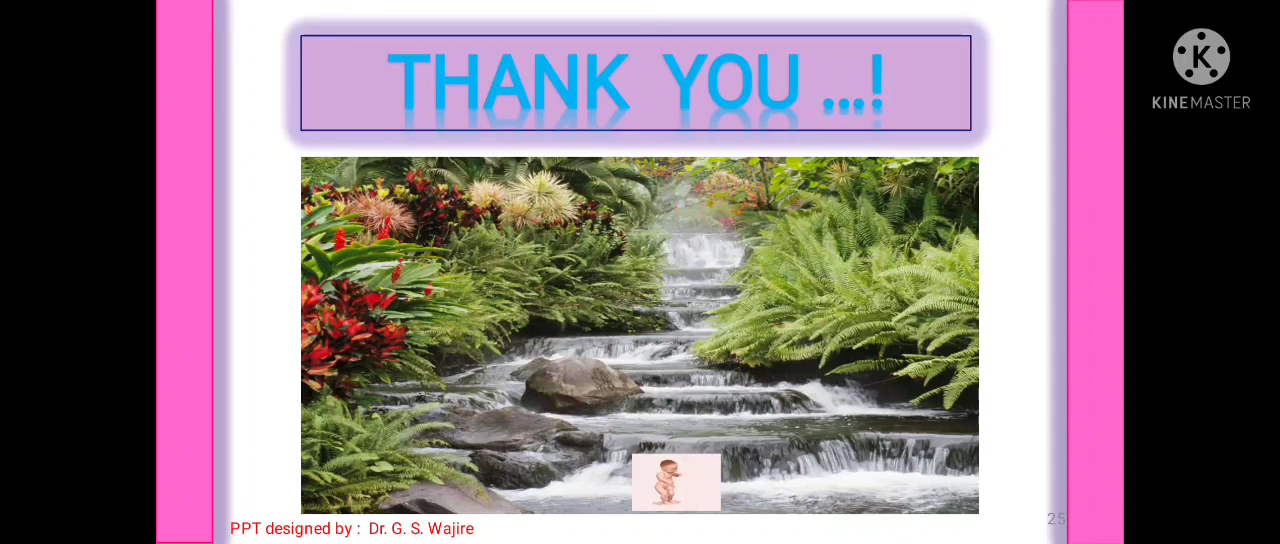 THANK YOU ...!
K
KINEMASTER
PPT designed by : Dr. G. S. Wajire
25